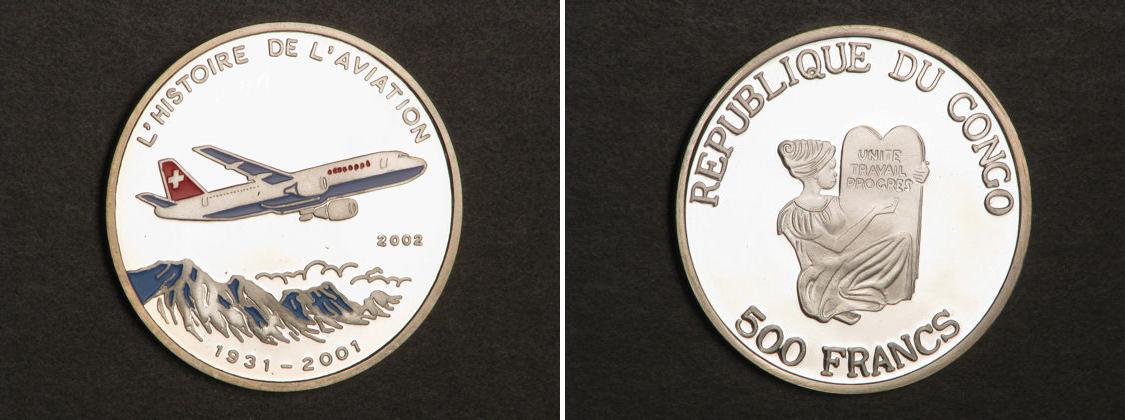 L'HISTOIRE DE L'AVIATION
2002
1931-2001
REPUBLIQUE DU CONGO
UNITE
TRAVAIL
PROGRES
500 FRANCS